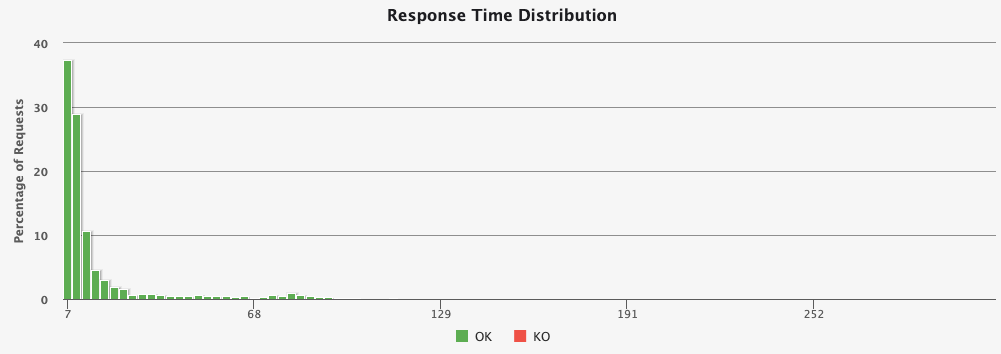 Response Time Distribution
Percentage of Requests
40
30
20
10
0
7 68 129 191 252
OK KO